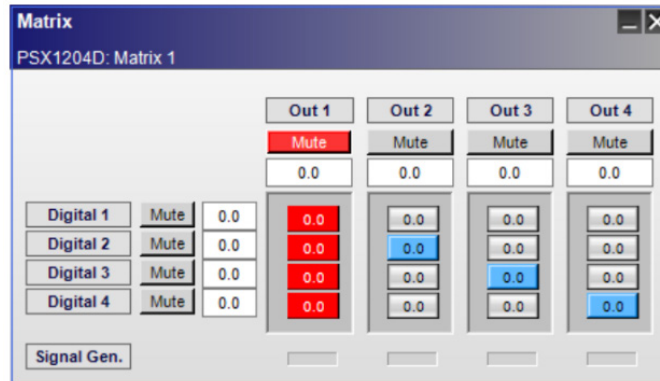 Matrix
PSX1204D: Matrix 1
Out 1 Out 2 Out 3 Out 4
Mute Mute Mute Mute
0.0 0.0 0.0 0.0
Digital 1 Mute 0.0 0.0 0.0 0.0 0.0
Digital 2 Mute 0.0 0.0 0.0 0.0 0.0
Digital 3 Mute 0.0 0.0 0.0 0.0 0.0
Digital 4 Mute 0.0 0.0 0.0 0.0 0.0
Signal Gen.